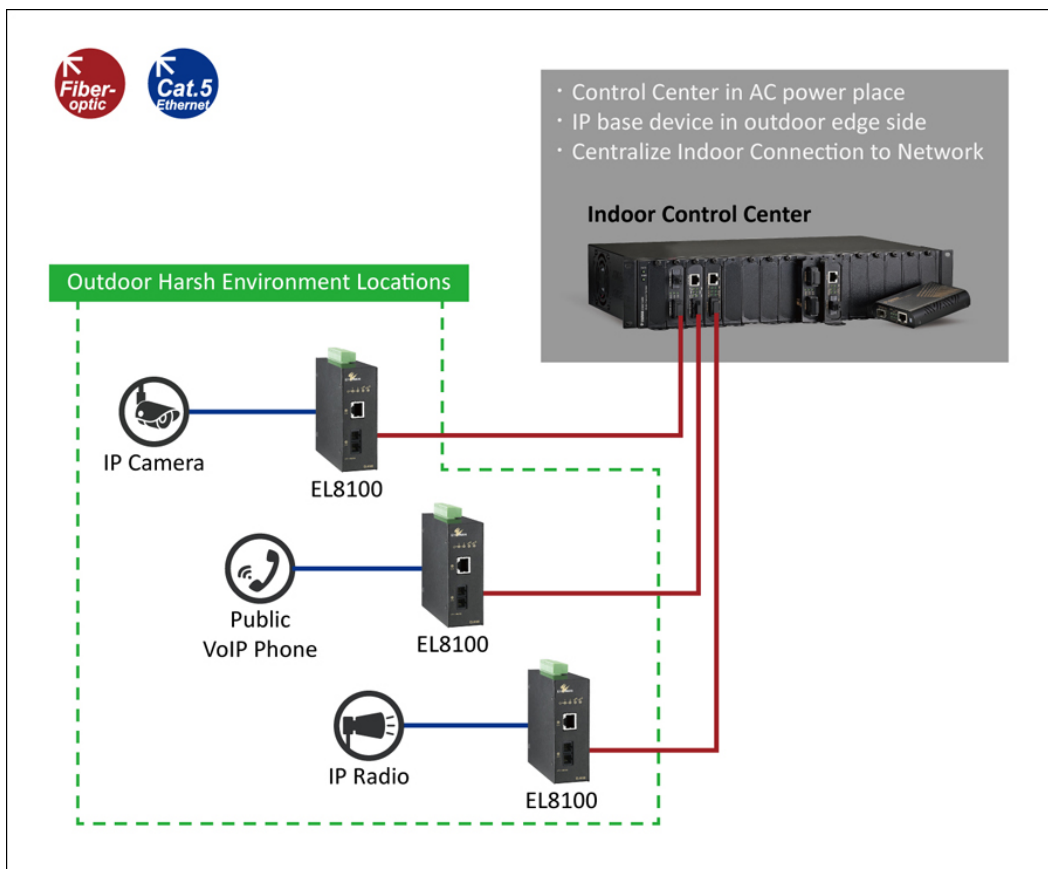 Fiber-
optic
Cat.5
Ethernet
· Control Center in AC power place
· IP base device in outdoor edge side
· Centralize Indoor Connection to Network
Indoor Control Center
Outdoor Harsh Environment Locations
IP Camera
EL8100
Public
VoIP Phone
EL8100
IP Radio
EL8100